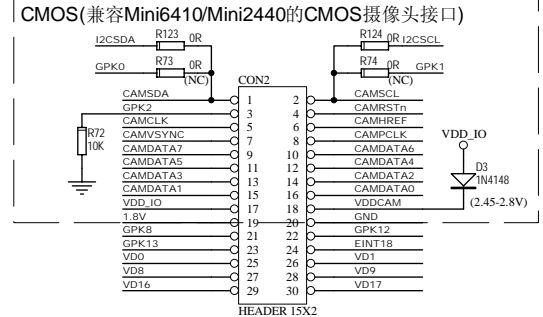 CMOS(兼容Mini6410/Mini2440的CMOS摄像头接口)
I2CSDA R123 0R R124 0R I2CSCL
GPK0 R73 0R (NC) R74 0R (NC) GPK1
CON2
CAMSDA 1 2 CAMSCL
GPK2 3 4 CAMRSTn
CAMCLK 5 6 CAMHREF
CAMVSYNC 7 8 CAMPCLK
CAMDATA7 9 10 CAMDATA6
CAMDATA5 11 12 CAMDATA4
CAMDATA3 13 14 CAMDATA2
CAMDATA1 15 16 CAMDATA0
VDD_IO 17 18 VDDCAM
1.8V 19 20 GND
GPK8 21 22 GPK12
GPK13 23 24 EINT18
VD0 25 26 VD1
VD8 27 28 VD9
VD16 29 30 VD17
HEADER 15X2
R72
10K
VDD_IO
D3
1N4148
(2.45-2.8V)